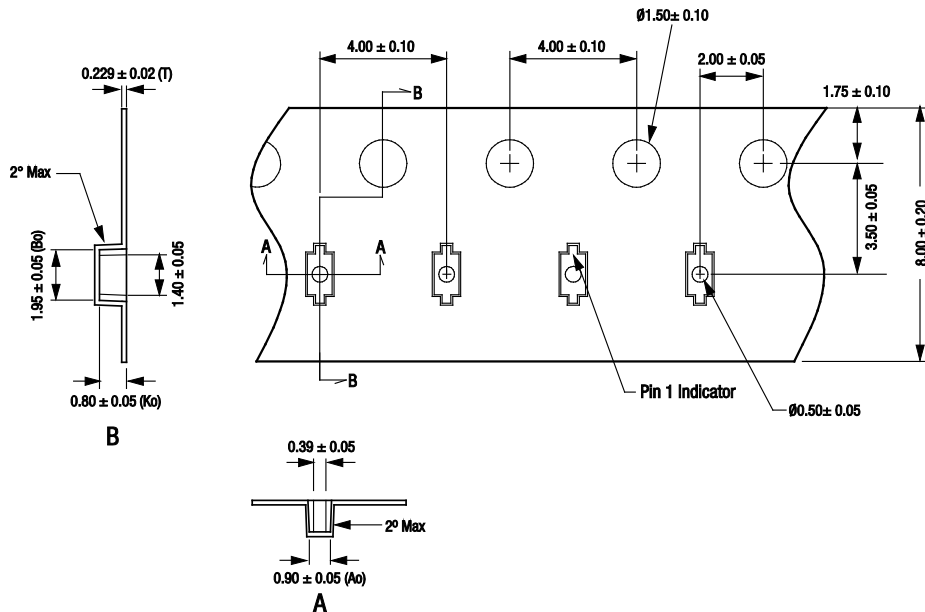 Ø1.50± 0.10
4.00 ± 0.10
4.00 ± 0.10
2.00 ± 0.05
0.229 ± 0.02 (T)
B
1.75 ± 0.10
2° Max
3.50 ± 0.05
8.00 ± 0.20
A
A
1.95 ± 0.05 (Bo)
1.40 ± 0.05
B
Pin 1 Indicator
0.80 ± 0.05 (Ko)
Ø0.50± 0.05
B
0.39 ± 0.05
2º Max
0.90 ± 0.05 (Ao)
A